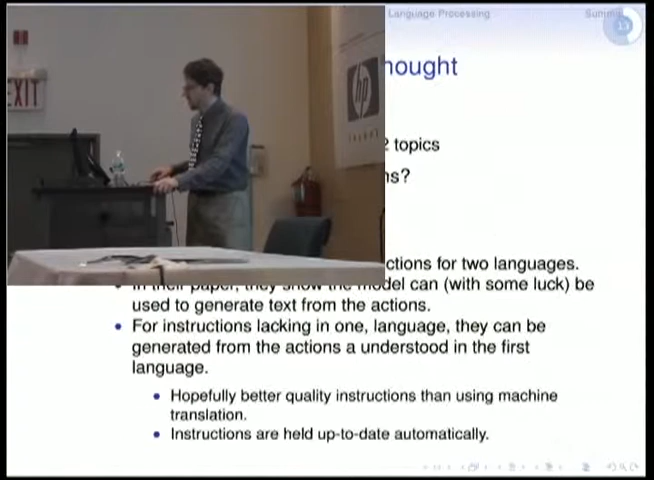 Language Processing
13
EXIT
hp
hought
2 topics
ns?
ctions for two languages.
In their paper, they show the model can (with some luck) be
used to generate text from the actions.
For instructions lacking in one, language, they can be
generated from the actions a understood in the first
language.
Hopefully better quality instructions than using machine
translation.
Instructions are held up-to-date automatically.